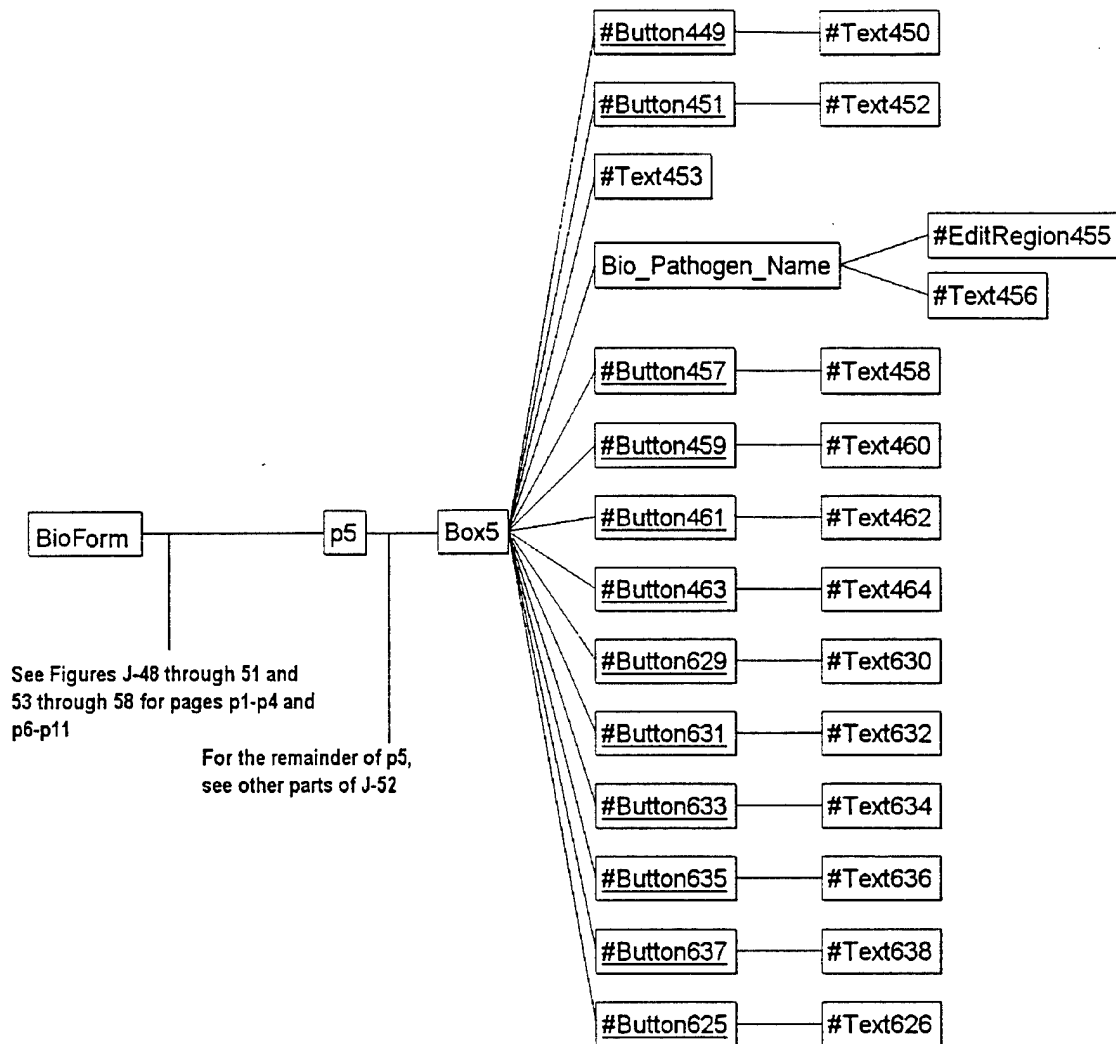 #Button449 #Text450
#Button451 #Text452
#Text453
#EditRegion455
Bio_Pathogen_Name
#Text456
#Button457 #Text458
#Button459 #Text460
#Button461 #Text462
BioForm p5 Box5
#Button463 #Text464
#Button629 #Text630
See Figures J-48 through 51 and
53 through 58 for pages p1-p4 and
p6-p11
#Button631 #Text632
For the remainder of p5,
see other parts of J-52
#Button633 #Text634
#Button635 #Text636
#Button637 #Text638
#Button625 #Text626